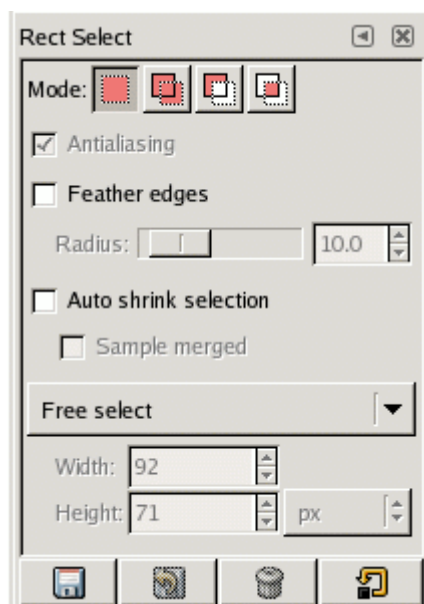 Rect Select
Mode:
Antialiasing
Feather edges
Radius: 10.0
Auto shrink selection
Sample merged
Free select
Width: 92
Height: 71 px